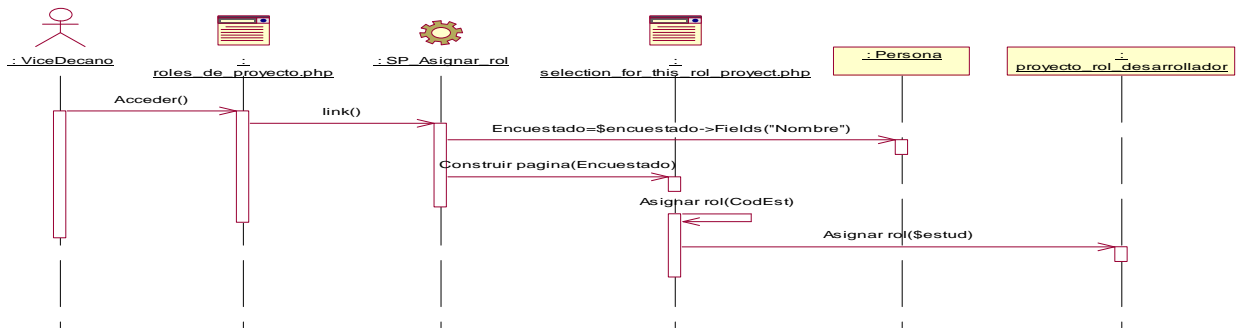 : ViceDecano
:
roles_de_proyecto.php
: SP_Asignar_rol
:
selection_for_this_rol_proyect.php
: Persona
:
proyecto_rol_desarrollador
Acceder()
link()
Encuestado=$encuestado->Fields("Nombre")
Construir pagina(Encuestado)
Asignar rol(CodEst)
Asignar rol($estud)